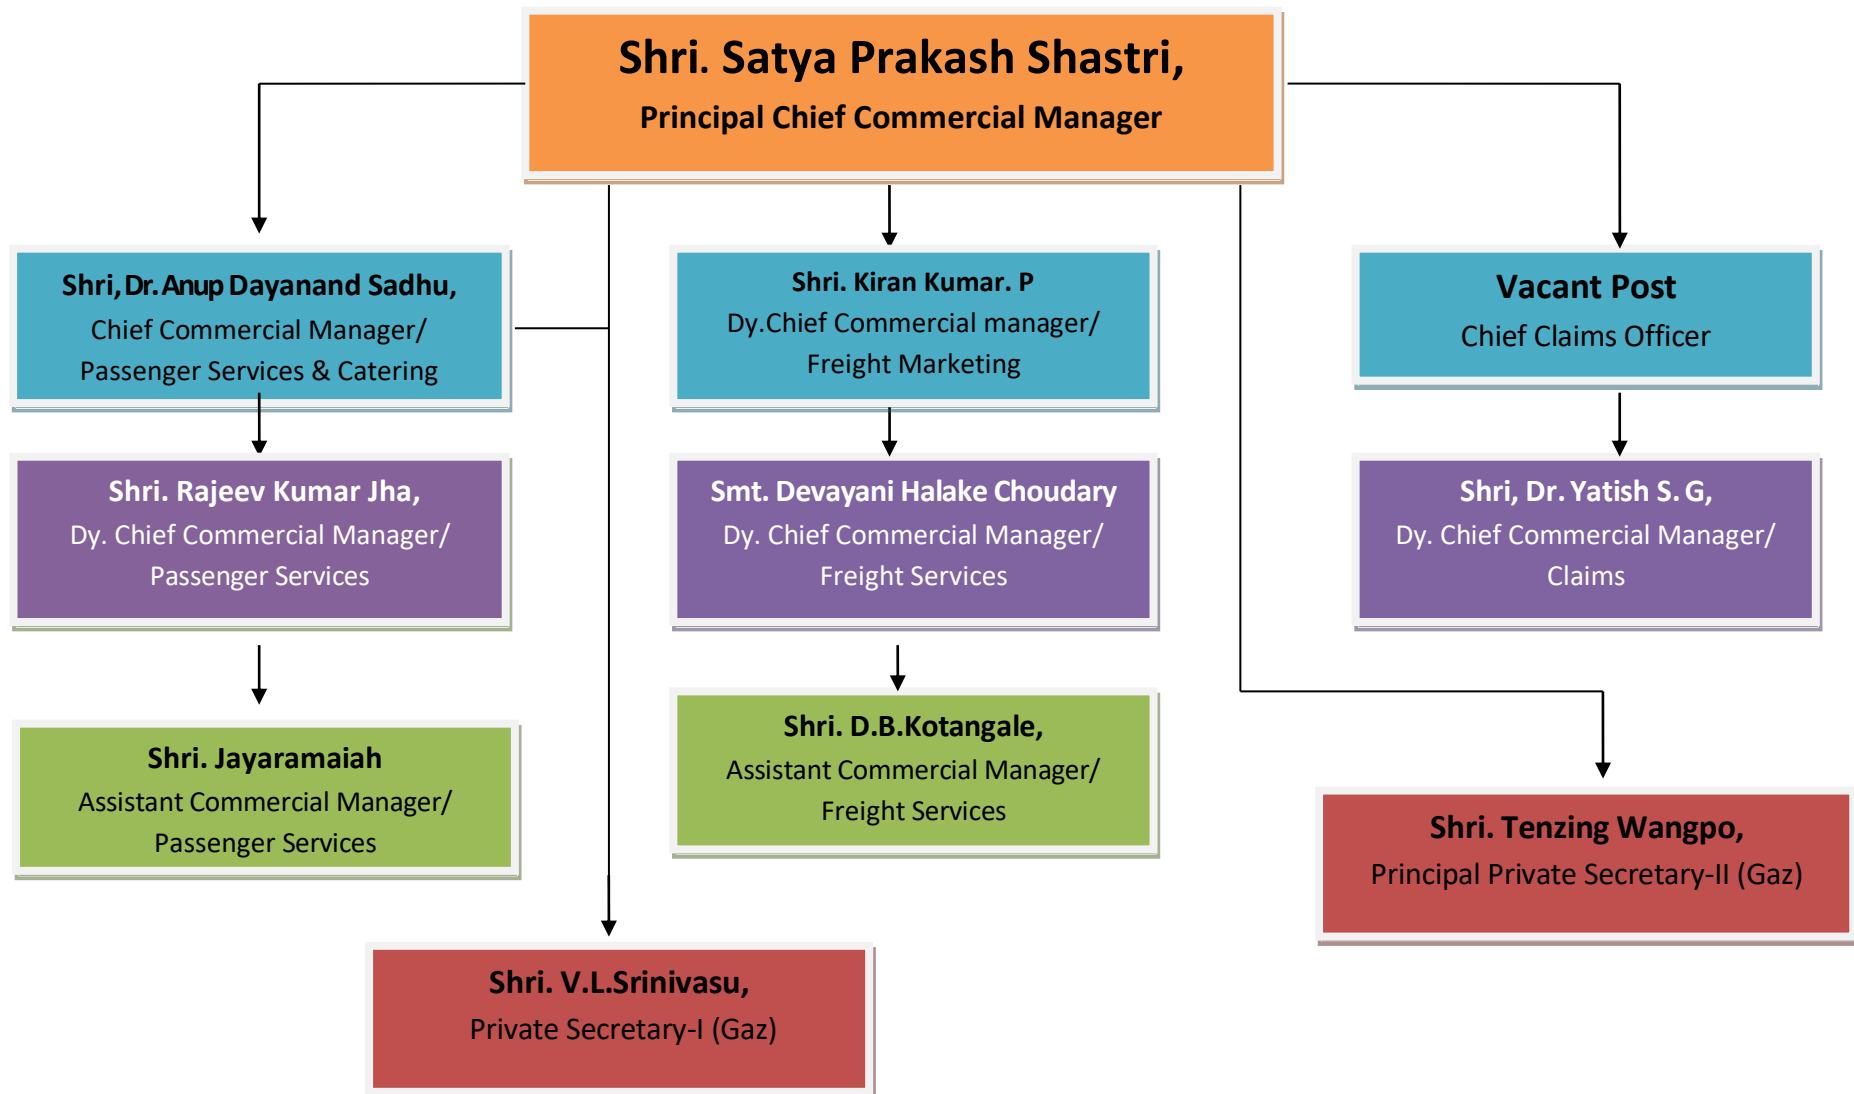 Shri. Satya Prakash Shastri,
Principal Chief Commercial Manager
Shri, Dr. Anup Dayanand Sadhu,
Chief Commercial Manager/
Passenger Services & Catering
Shri. Kiran Kumar. P
Dy.Chief Commercial manager/
Freight Marketing
Vacant Post
Chief Claims Officer
Shri. Rajeev Kumar Jha,
Dy. Chief Commercial Manager/
Passenger Services
Smt. Devayani Halake Choudary
Dy. Chief Commercial Manager/
Freight Services
Shri, Dr. Yatish S. G,
Dy. Chief Commercial Manager/
Claims
Shri. Jayaramaiah
Assistant Commercial Manager/
Passenger Services
Shri. D.B.Kotangale,
Assistant Commercial Manager/
Freight Services
Shri. Tenzing Wangpo,
Principal Private Secretary-II (Gaz)
Shri. V.L.Srinivasu,
Private Secretary-I (Gaz)